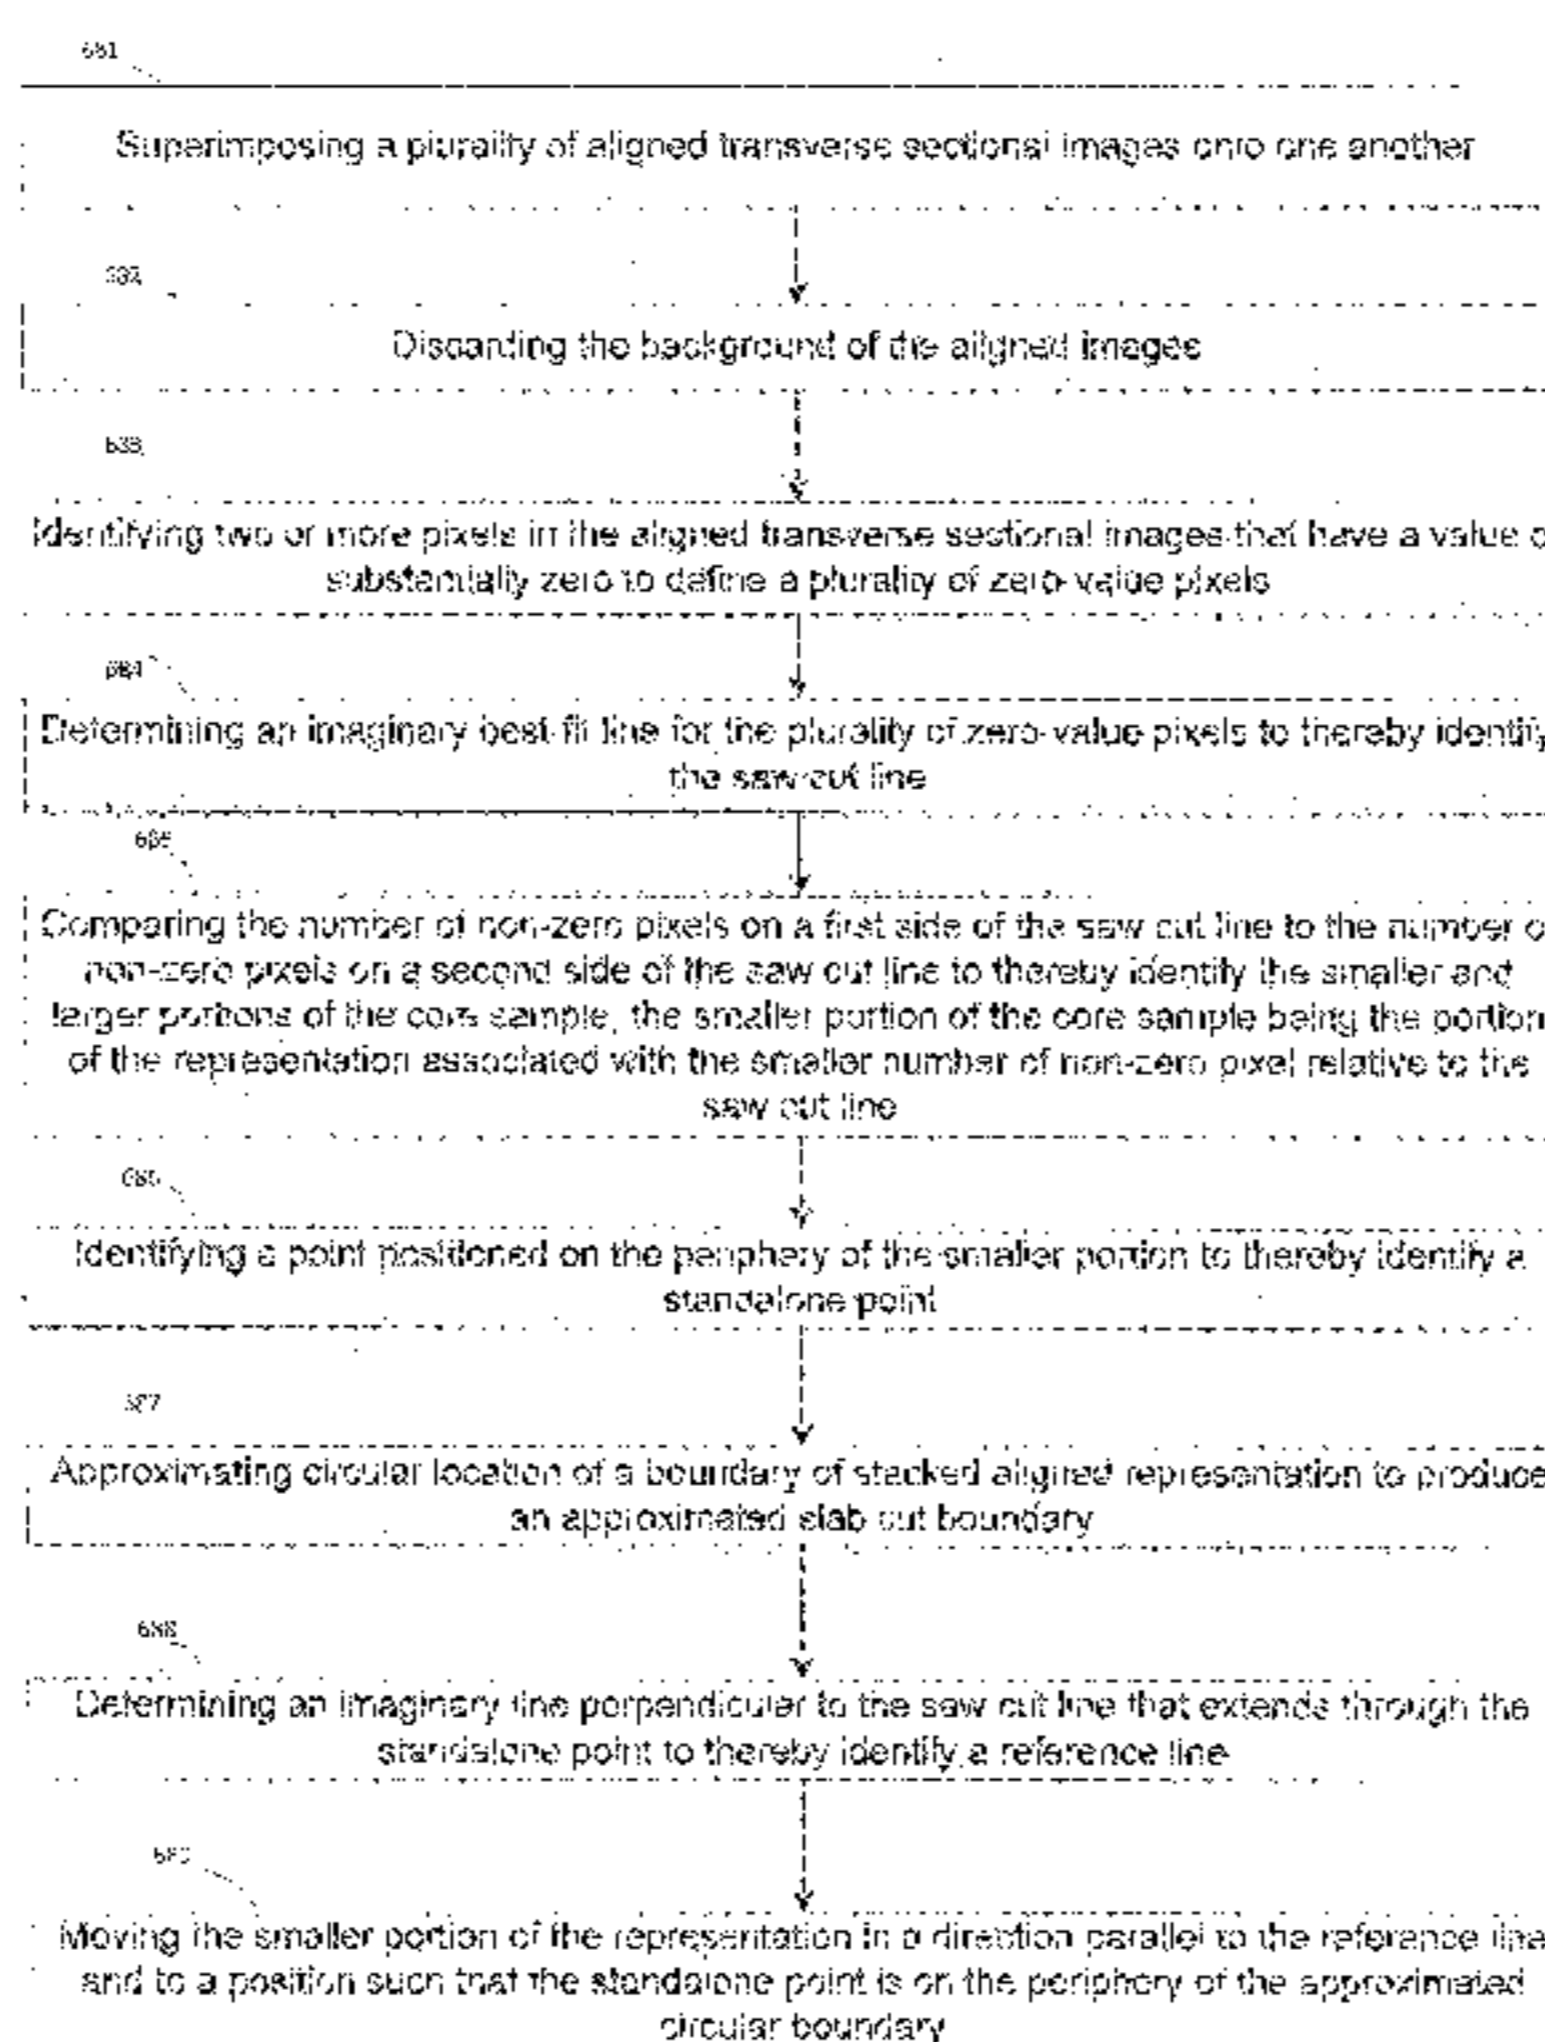 681
Superimposing a plurality of aligned transverse sectional images onto one another
Discarding the background of the aligned images
Identifying two or more pixels in the aligned transverse sectional images that have a value
substantially zero to define a plurality of zero-value pixels
684
Determining an imaginary best-fit line for the plurality of zero-value pixels to thereby identify
the saw cut line
Comparing the number of non-zero pixels on a first side of the saw cut line to the number
non-zero pixels on a second side of the saw cut line to thereby identify the smaller and
larger portions of the core sample, the smaller portion of the core sample being the portion
of the representation associated with the smaller number of non-zero pixel relative to the
saw cut line
Identifying a point positioned on the periphery of the smaller portion to thereby identify a
standalone point
Approximating circular location of a boundary of stacked aligned representation to produce
an approximated slab cut boundary
688
Determining an imaginary line perpendicular to the saw cut line that extends through the
standalone point to thereby identify a reference line
Moving the smaller portion of the representation in a direction parallel to the reference line
and to a position such that the standalone point is on the periphery of the approximated
circular boundary